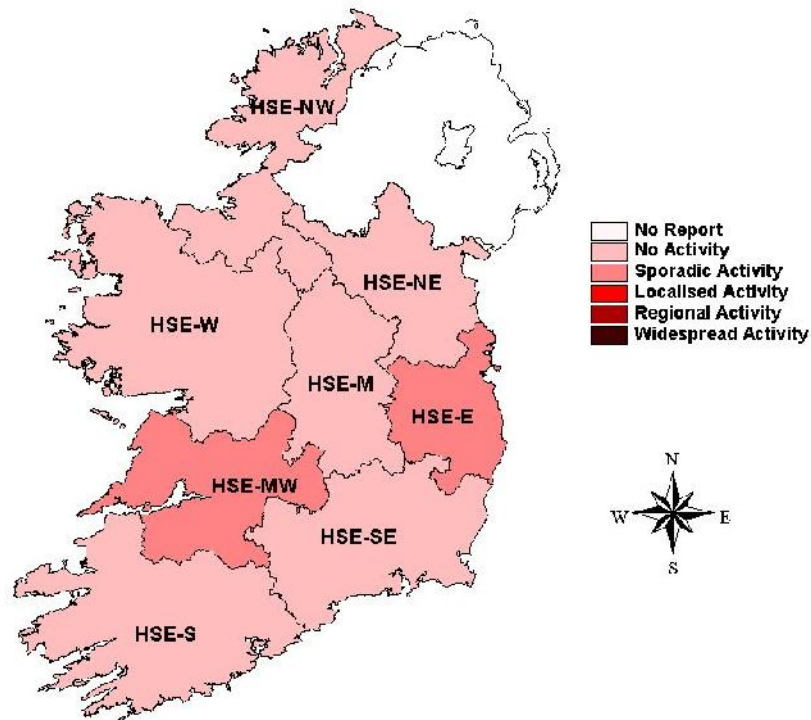 HSE-NW
HSE-NE
HSE-W
HSE-M
HSE-E
HSE-MW
HSE-SE
HSE-S
No Report
No Activity
Sporadic Activity
Localised Activity
Regional Activity
Widespread Activity
N
W E
S